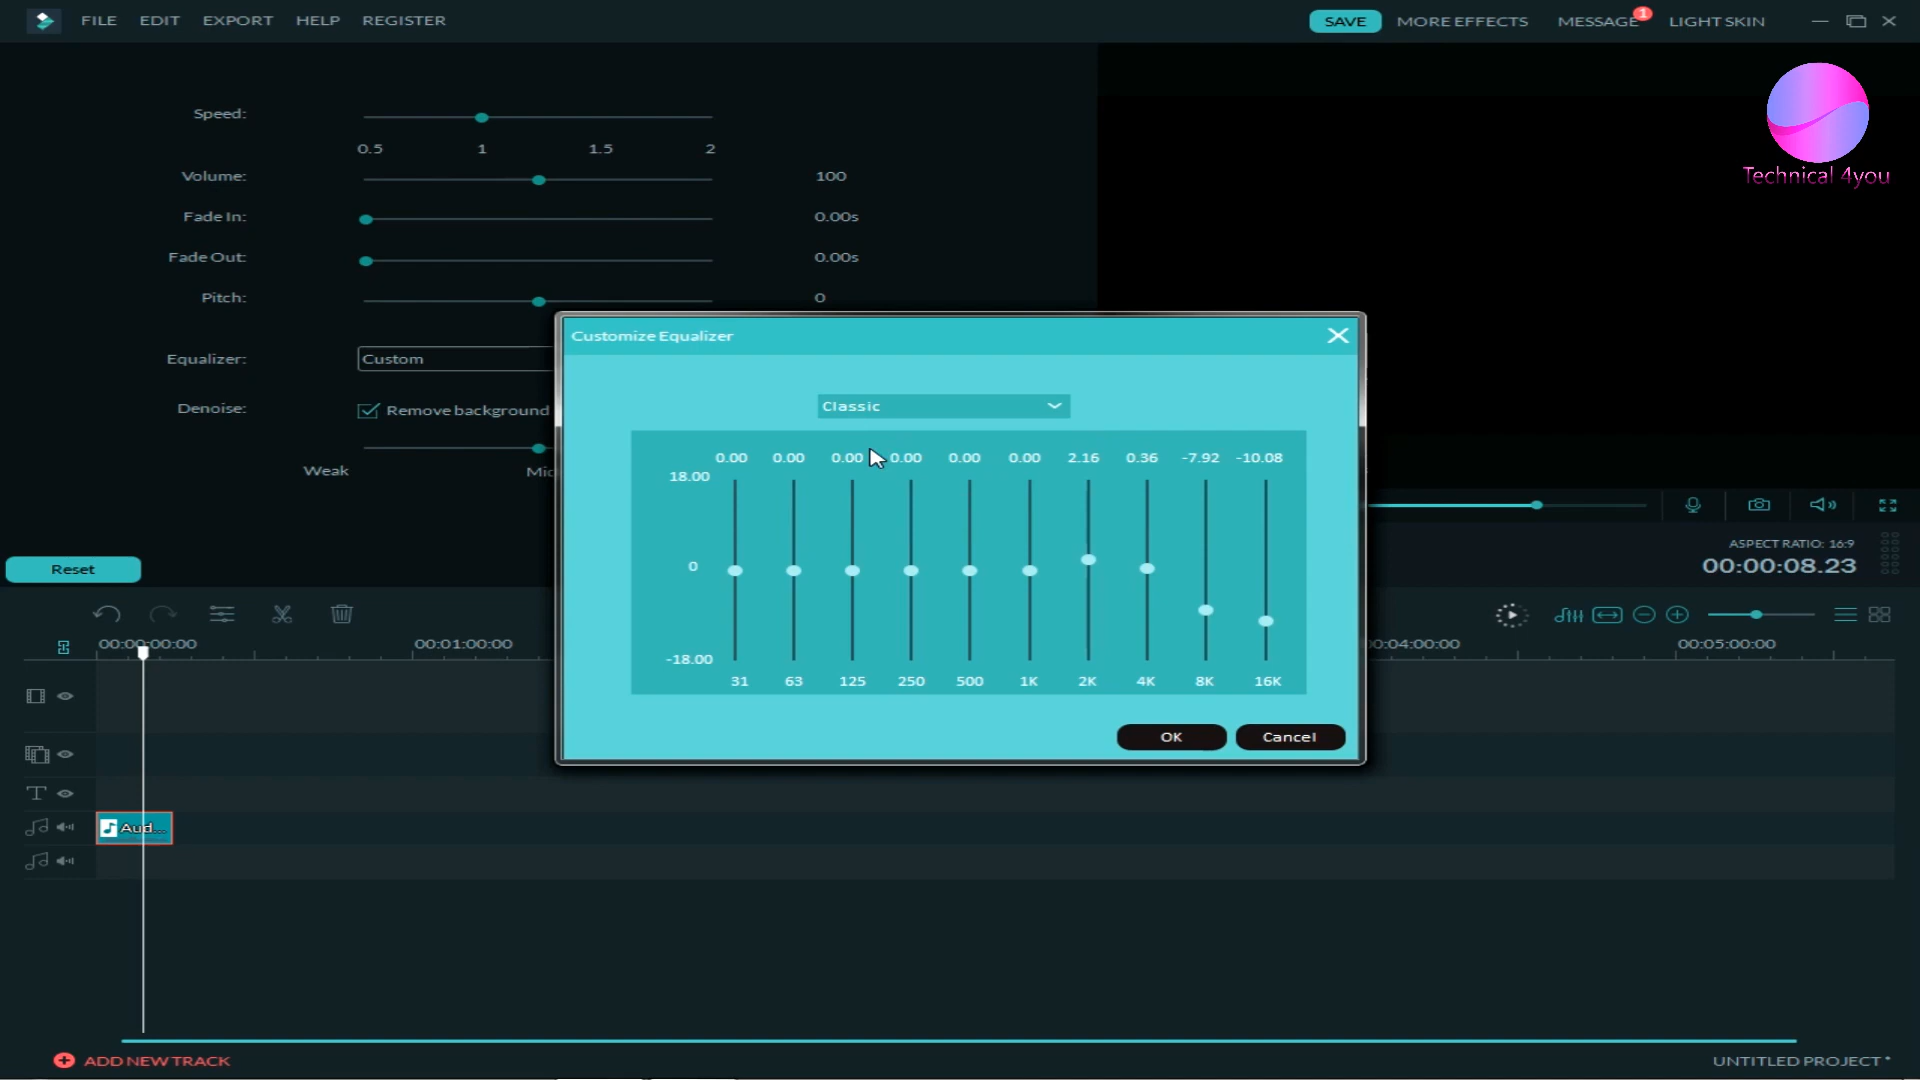 FILE EDIT EXPORT HELP REGISTER SAVE MORE EFFECTS MESSAGE 1 LIGHT SKIN
Technical 4you
Speed:
0.5 1 1.5 2
Volume: 100
Fade In: 0.00s
Fade Out: 0.00s
Pitch: 0
Equalizer: Custom
Denoise: Remove background
Weak
Customize Equalizer
Classic
0.00 0.00 0.00 0.00 0.00 0.00 2.16 0.36 -7.92 -10.08
18.00
0
-18.00
31 63 125 250 500 1K 2K 4K 8K 16K
OK Cancel
ASPECT RATIO: 16:9
00:00:08.23
Reset
00:00:00:00 00:01:00:00 00:04:00:00 00:05:00:00
T
Aud...
ADD NEW TRACK
UNTITLED PROJECT *